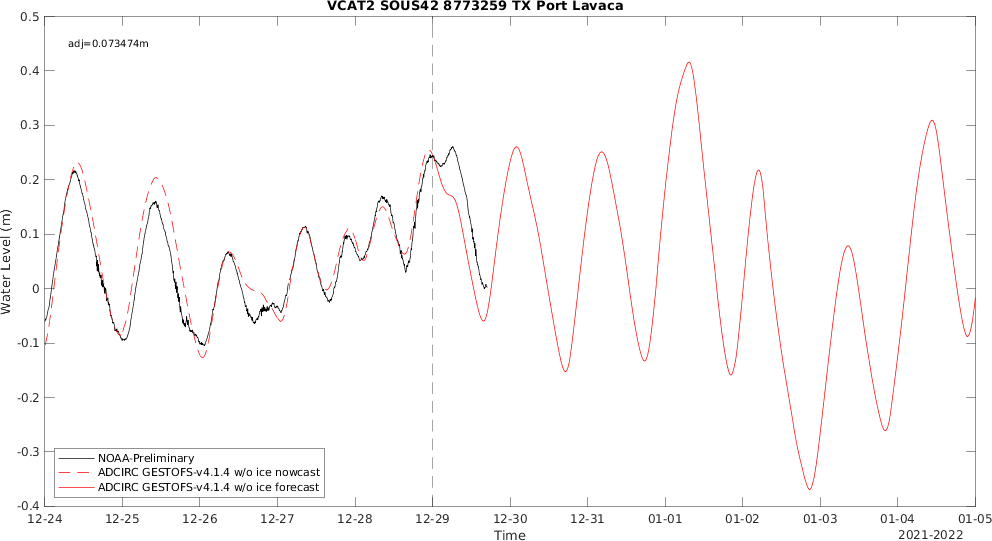 VCAT2 SOUS42 8773259 TX Port Lavaca
adj=0.073474m
0.5
0.4
0.3
0.2
0.1
0
-0.1
-0.2
-0.3
-0.4
Water Level (m)
NOAA-Preliminary
ADCIRC GESTOFS-v4.1.4 w/o ice nowcast
ADCIRC GESTOFS-v4.1.4 w/o ice forecast
12-24 12-25 12-26 12-27 12-28 12-29 12-30 12-31 01-01 01-02 01-03 01-04 01-05
Time
2021-2022